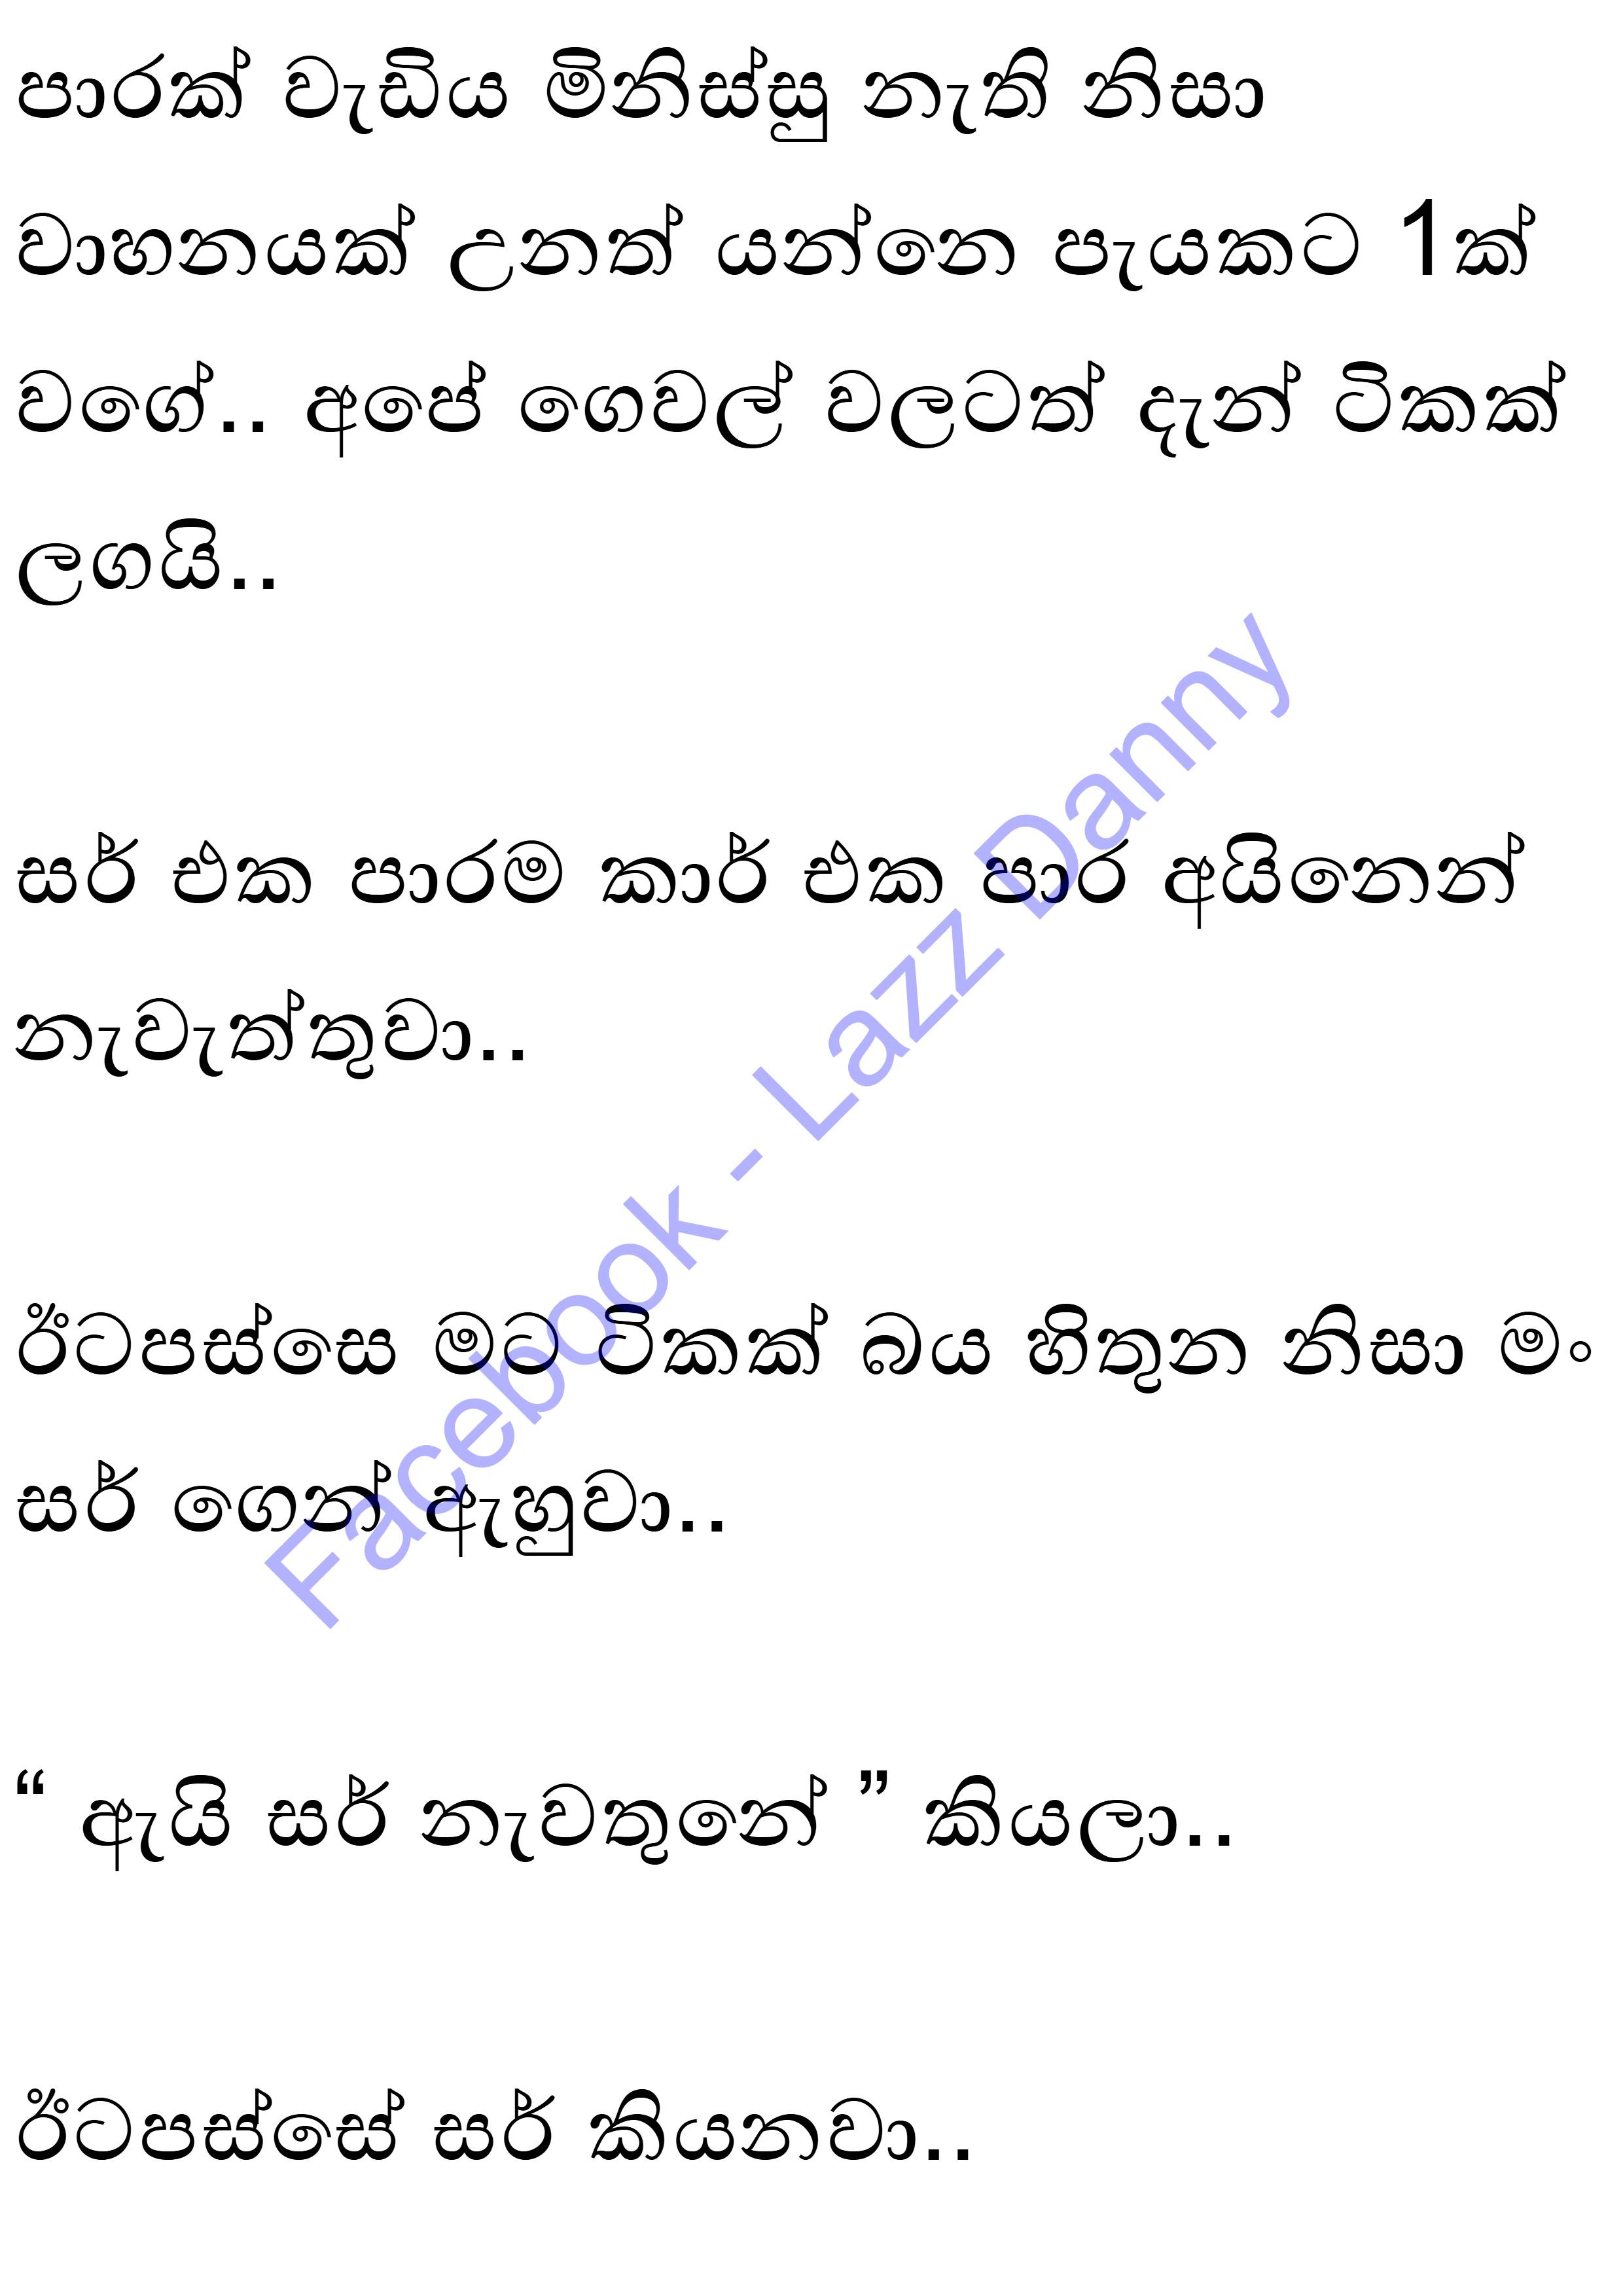 පාරක් වැඩිය මිනිස්සු නැති නිසා
වාහනයක් උනත් යන්නෙ පැයකට 1ක්
වගේ.. අපේ ගෙවල් වලටත් දැන් ටිකක්
ලගයි..
සර් එක පාරම කාර් එක පාර අයිනෙන්
නැවැත්තුවා..
ඊටපස්සෙ මට ටිකක් බය හිතුන නිසා මං
සර් ගෙන් ඇහුවා..
“ ඇයි සර් නැවතුනේ ” කියලා..
ඊටපස්සේ සර් කියනවා..
Facebook - Lazz Danny